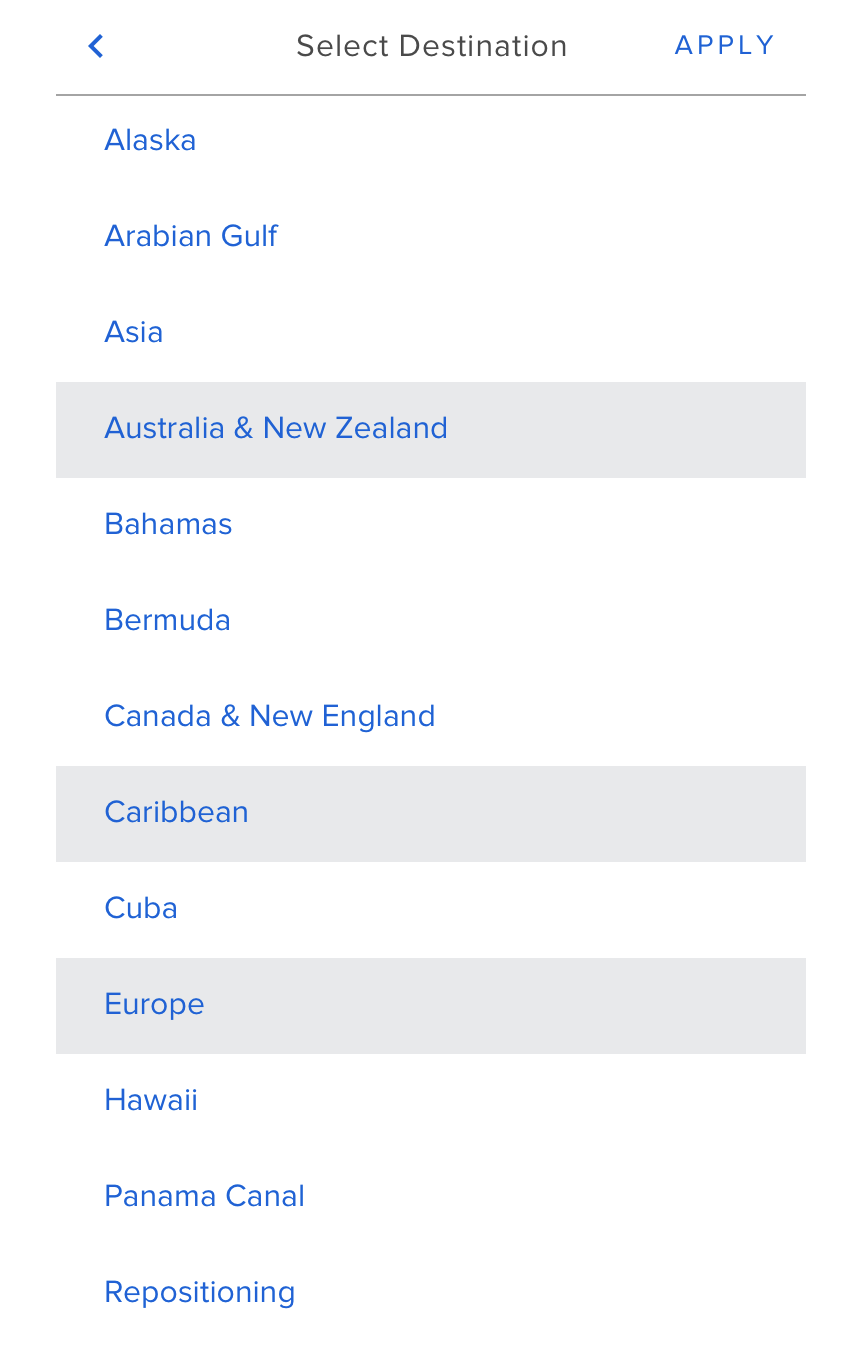 Select Destination APPLY
Alaska
Arabian Gulf
Asia
Australia & New Zealand
Bahamas
Bermuda
Canada & New England
Caribbean
Cuba
Europe
Hawaii
Panama Canal
Repositioning